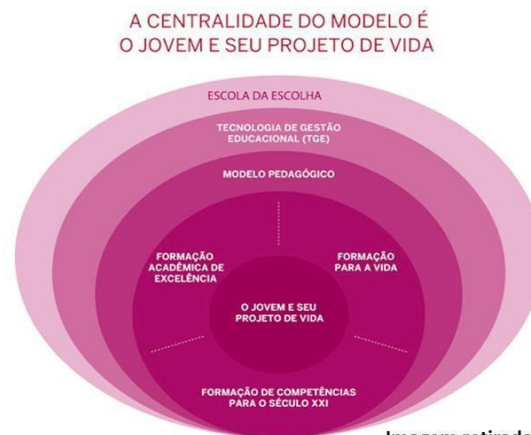 A CENTRALIDADE DO MODELO É
O JOVEM E SEU PROJETO DE VIDA
ESCOLA DA ESCOLHA
TECNOLOGIA DE GESTÃO
EDUCACIONAL (TGE)
MODELO PEDAGÓGICO
FORMAÇÃO
ACADÊMICA DE
EXCELÊNCIA
FORMAÇÃO
PARA A VIDA
O JOVEM E SEU
PROJETO DE VIDA
FORMAÇÃO DE COMPETÊNCIAS
PARA O SÉCULO XXI